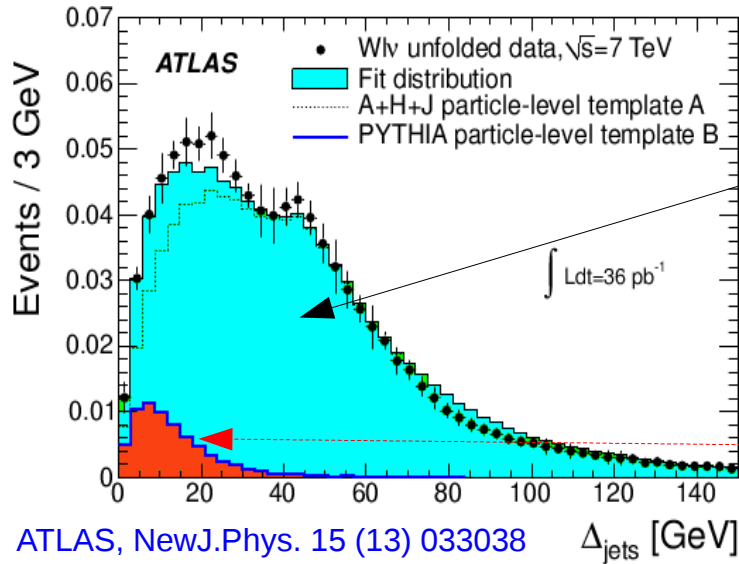 0.07
0.06
0.05
0.04
0.03
0.02
0.01
0
Events / 3 GeV
ATLAS
Wlν unfolded data, √s=7 TeV
Fit distribution
A+H+J particle-level template A
PYTHIA particle-level template B
∫ Ldt=36 pb⁻¹
0 20 40 60 80 100 120 140
Δjets [GeV]
ATLAS, NewJ.Phys. 15 (13) 033038